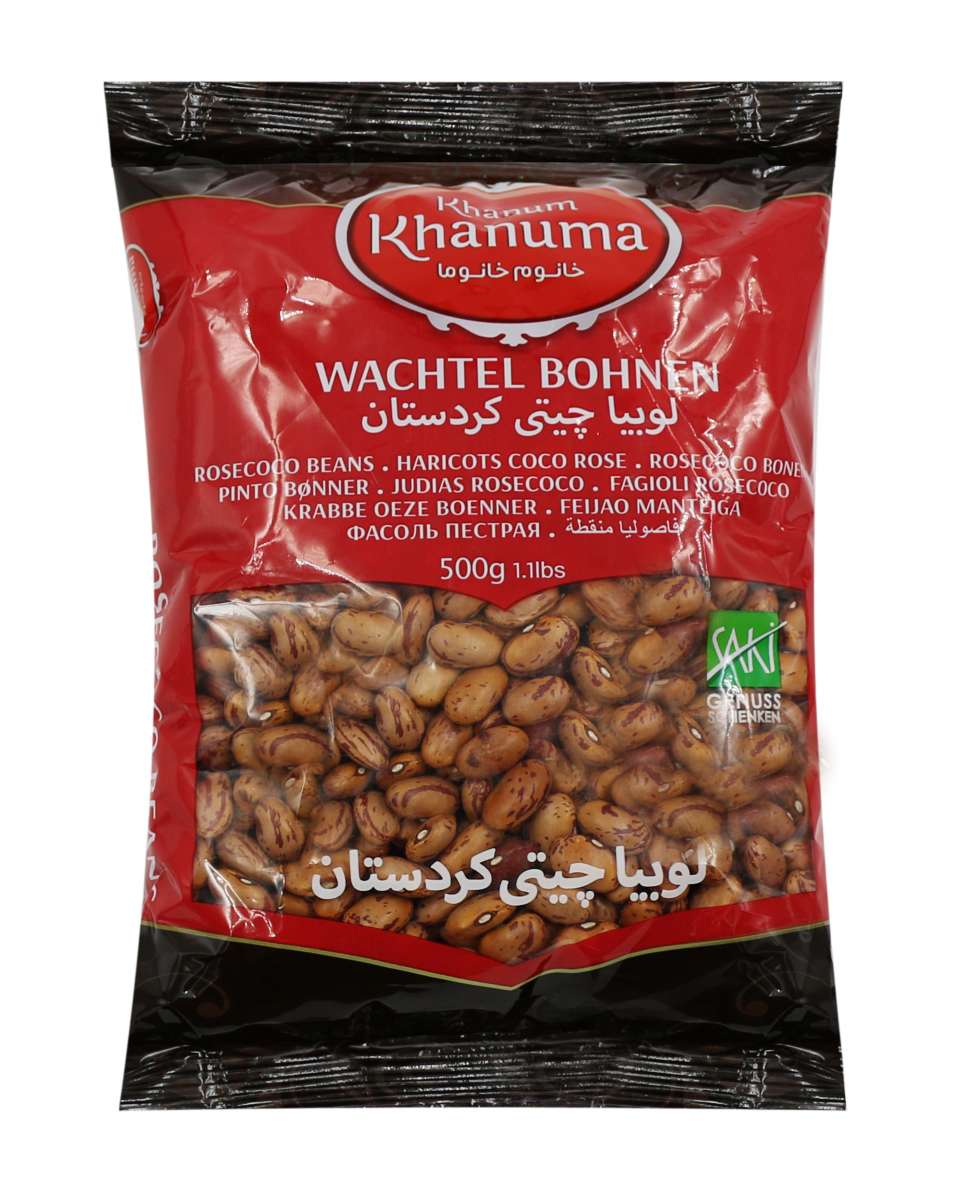 Khanum
Khanuma
خانوم خانوما
WACHTEL BOHNEN
لوبیا چیتی کردستان
ROSECOCO BEANS . HARICOTS COCO ROSE . ROSECOCO BONE
PINTO BØNNER . JUDIAS ROSECOCO . FAGIOLI ROSECOCO
KRABBE OEZE BOENNER . FEIJAO MANTEIGA
ФАСОЛЬ ПЕСТРАЯ . فاصوليا منقطة
500g 1.1lbs
SAKi
GENUSS
SCHENKEN
لوبیا چیتی کردستان